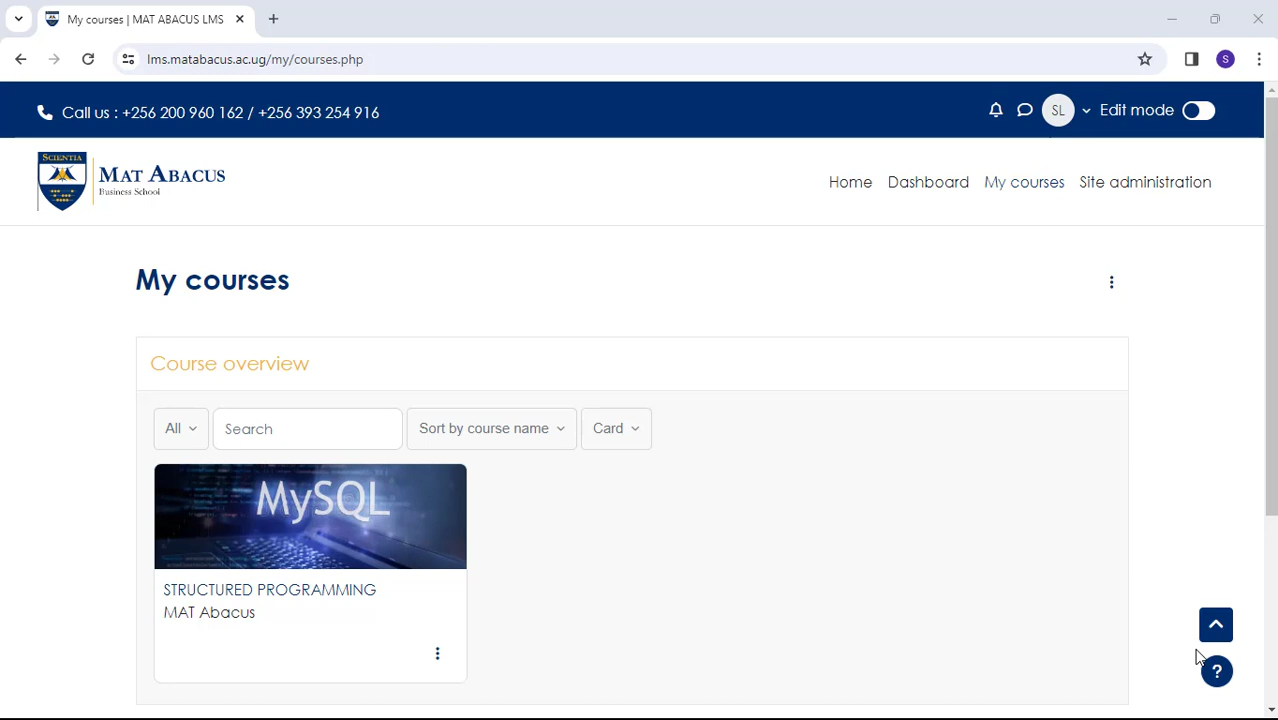 My courses | MAT ABACUS LMS
lms.matabacus.ac.ug/my/courses.php
S
Call us : +256 200 960 162 / +256 393 254 916
SL
Edit mode
SCIENTIA
MAT ABACUS
Business School
Home
Dashboard
My courses
Site administration
My courses
Course overview
All
Search
Sort by course name
Card
MySQL
STRUCTURED PROGRAMMING
MAT Abacus
?